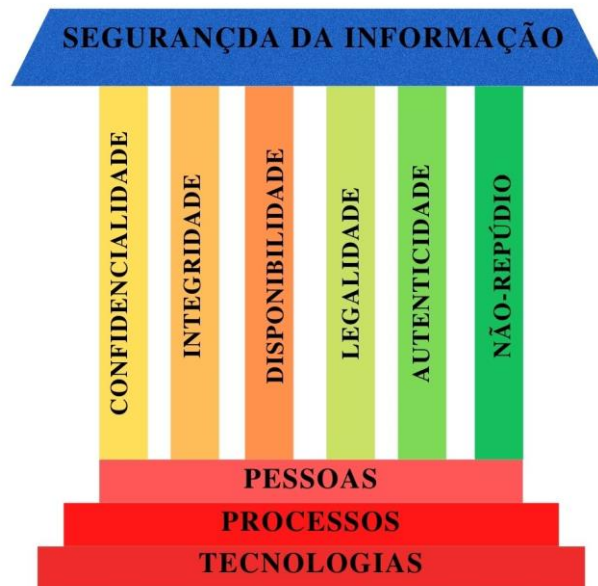 SEGURANÇDA DA INFORMAÇÃO
CONFIDENCIALIDADE
INTEGRIDADE
DISPONIBILIDADE
LEGALIDADE
AUTENTICIDADE
NÃO-REPÚDIO
PESSOAS
PROCESSOS
TECNOLOGIAS